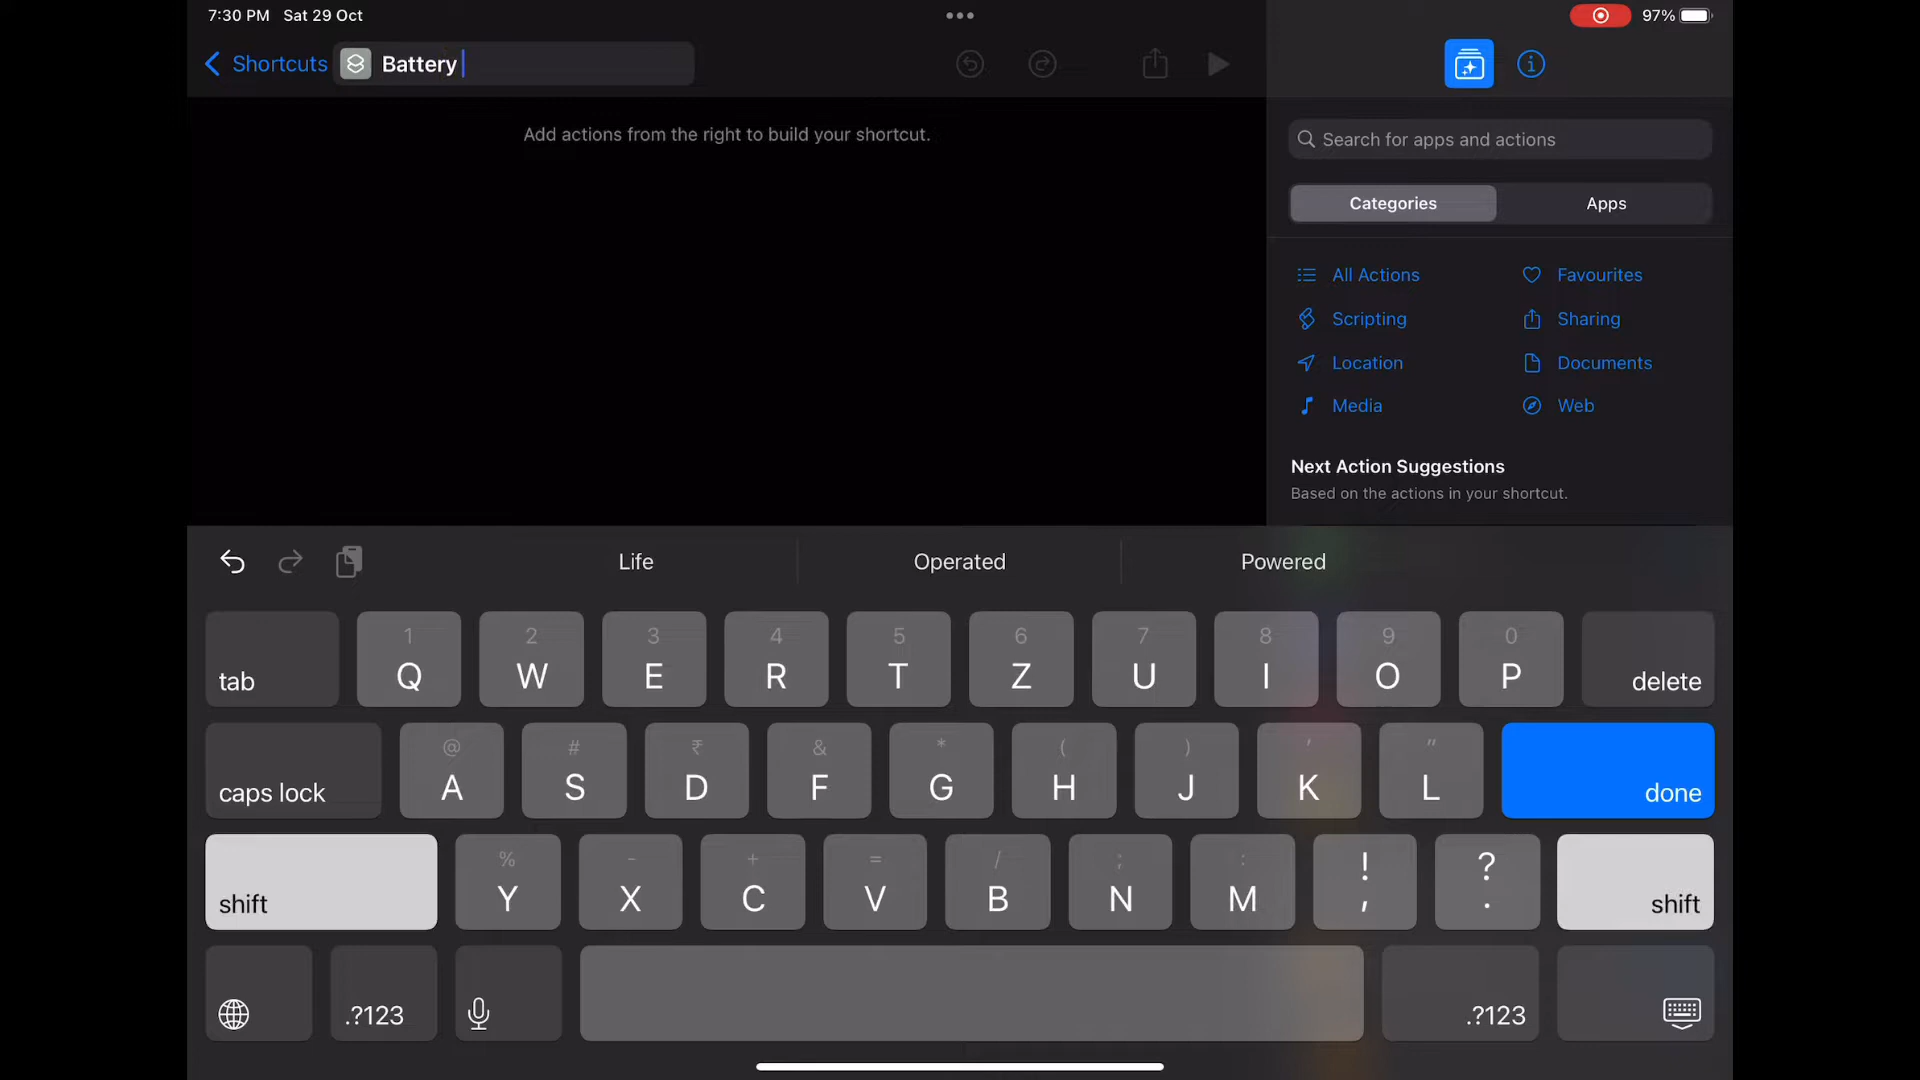 7:30 PM Sat 29 Oct
97%
Shortcuts
Battery
Add actions from the right to build your shortcut.
Search for apps and actions
Categories
Apps
All Actions
Favourites
Scripting
Sharing
Location
Documents
Media
Web
Next Action Suggestions
Based on the actions in your shortcut.
Life
Operated
Powered
1 2 3 4 5 6 7 8 9 0
tab Q W E R T Z U I O P delete
@ # ₹ & * ( ) ' "
caps lock A S D F G H J K L done
% - + = / ; : ! ?
shift Y X C V B N M , . shift
.?123 .?123